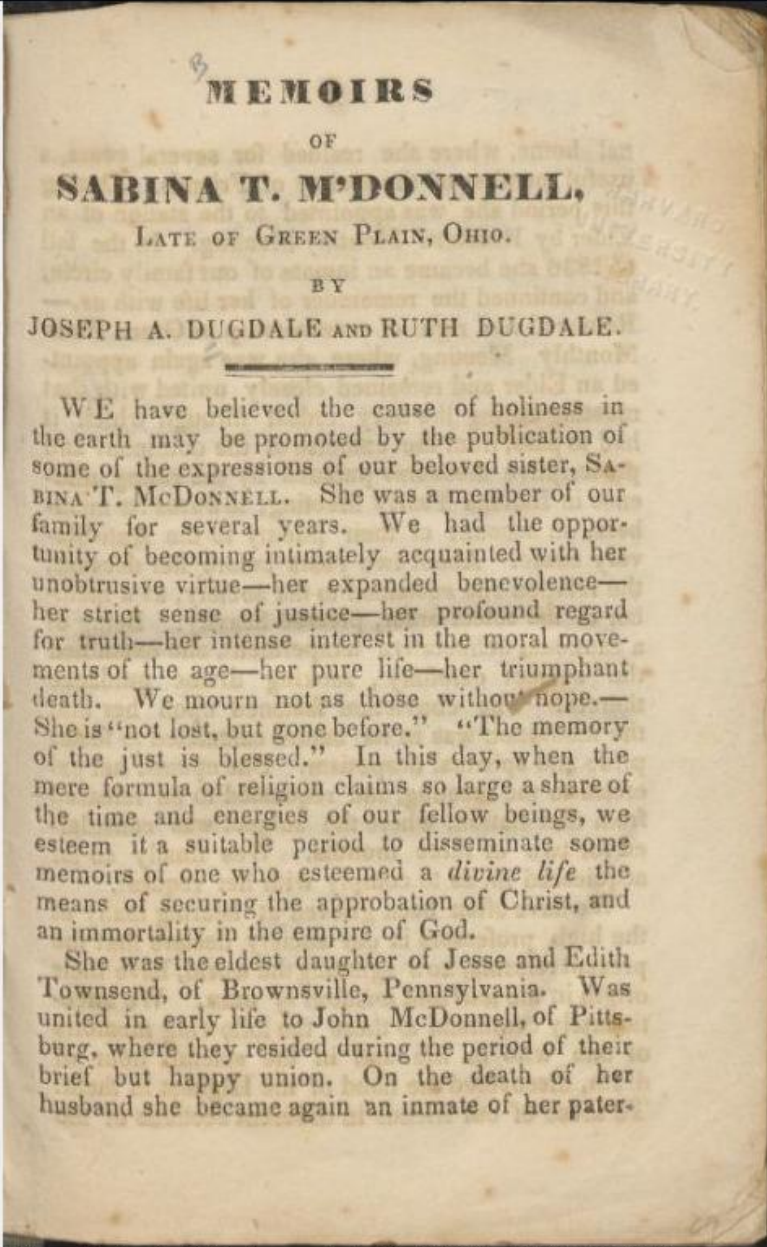 B
MEMOIRS
OF
SABINA T. M'DONNELL,
LATE OF GREEN PLAIN, OHIO.
BY
JOSEPH A. DUGDALE AND RUTH DUGDALE.
WE have believed the cause of holiness in
the earth may be promoted by the publication of
some of the expressions of our beloved sister, SA-
BINA T. MCDONNELL. She was a member of our
family for several years. We had the oppor-
tunity of becoming intimately acquainted with her
unobtrusive virtue—her expanded benevolence—
her strict sense of justice—her profound regard
for truth—her intense interest in the moral move-
ments of the age—her pure life—her triumphant
death. We mourn not as those without hope.—
She is "not lost, but gone before." "The memory
of the just is blessed." In this day, when the
mere formula of religion claims so large a share of
the time and energies of our fellow beings, we
esteem it a suitable period to disseminate some
memoirs of one who esteemed a divine life the
means of securing the approbation of Christ, and
an immortality in the empire of God.
She was the eldest daughter of Jesse and Edith
Townsend, of Brownsville, Pennsylvania. Was
united in early life to John McDonnell, of Pitts-
burg, where they resided during the period of their
brief but happy union. On the death of her
husband she became again an inmate of her pater-